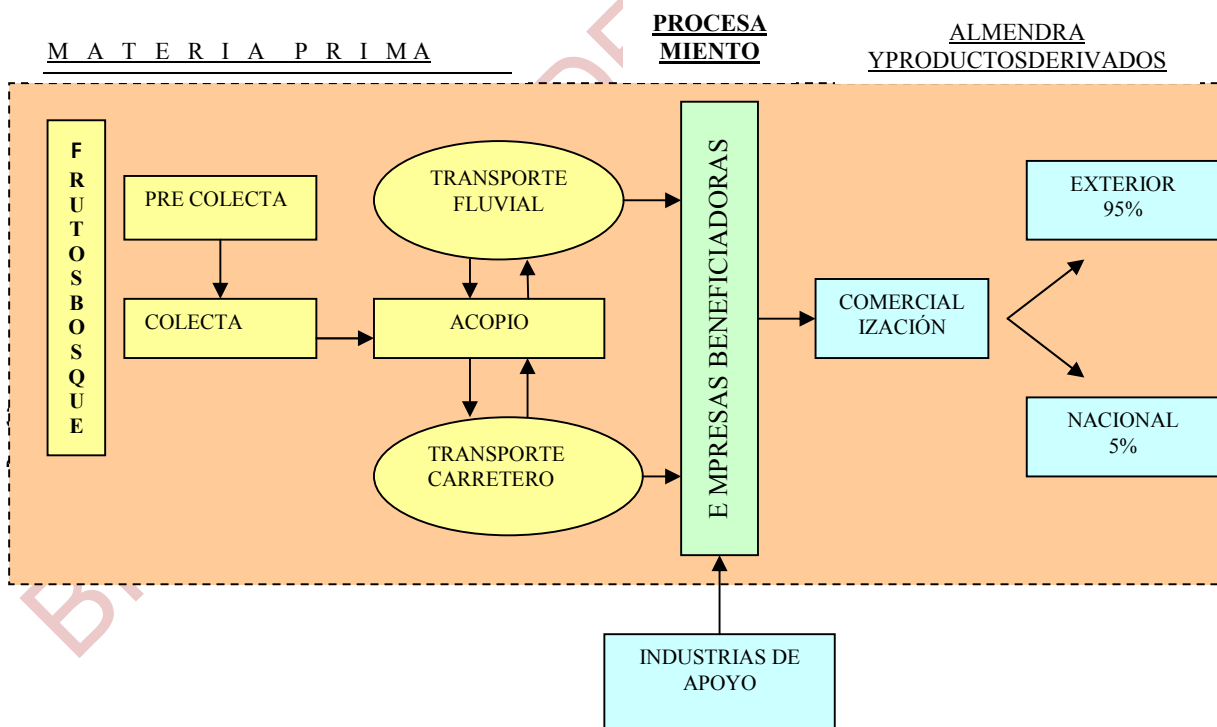 M A T E R I A P R I M A
PROCESA
MIENTO
ALMENDRA
YPRODUCTOSDERIVADOS
F
R
U
T
O
S
B
O
S
Q
U
E
PRE COLECTA
COLECTA
TRANSPORTE
FLUVIAL
ACOPIO
TRANSPORTE
CARRETERO
E MPRESAS BENEFICIADORAS
COMERCIAL
IZACIÓN
EXTERIOR
95%
NACIONAL
5%
INDUSTRIAS DE
APOYO